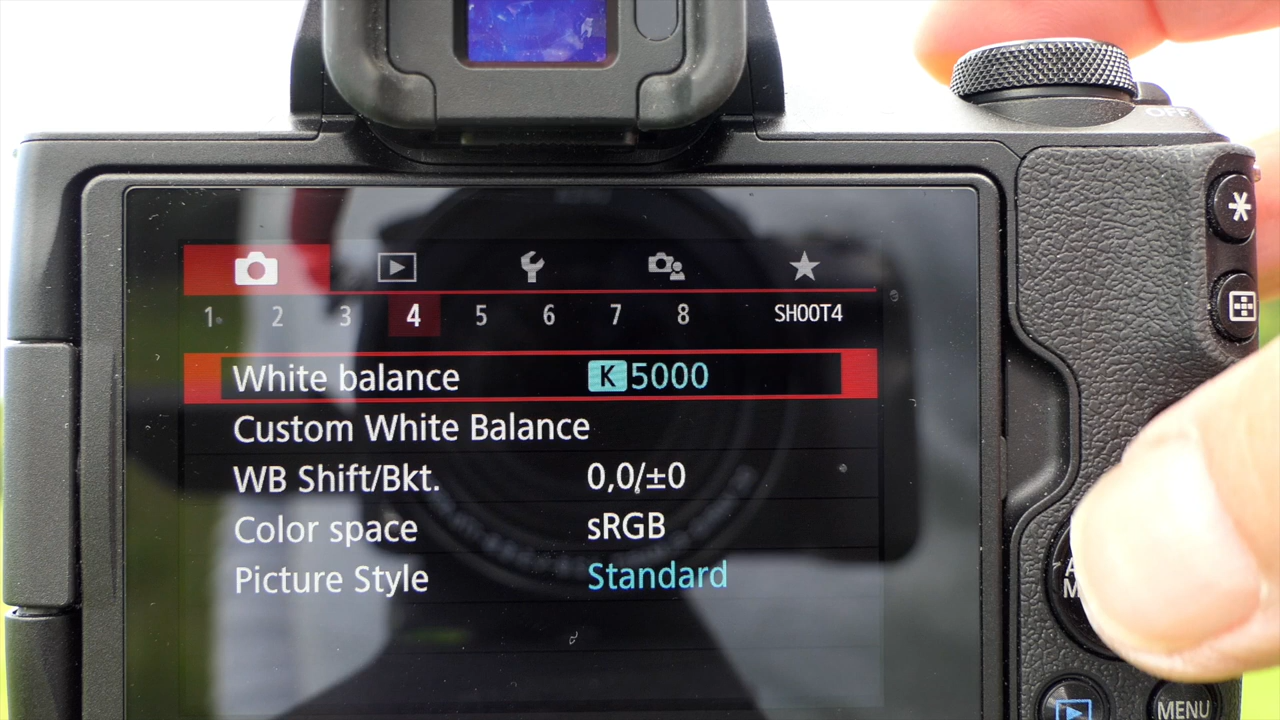 OFF
1 2 3 4 5 6 7 8 SHOOT4
White balance K 5000
Custom White Balance
WB Shift/Bkt. 0,0/±0
Color space sRGB
Picture Style Standard
MENU